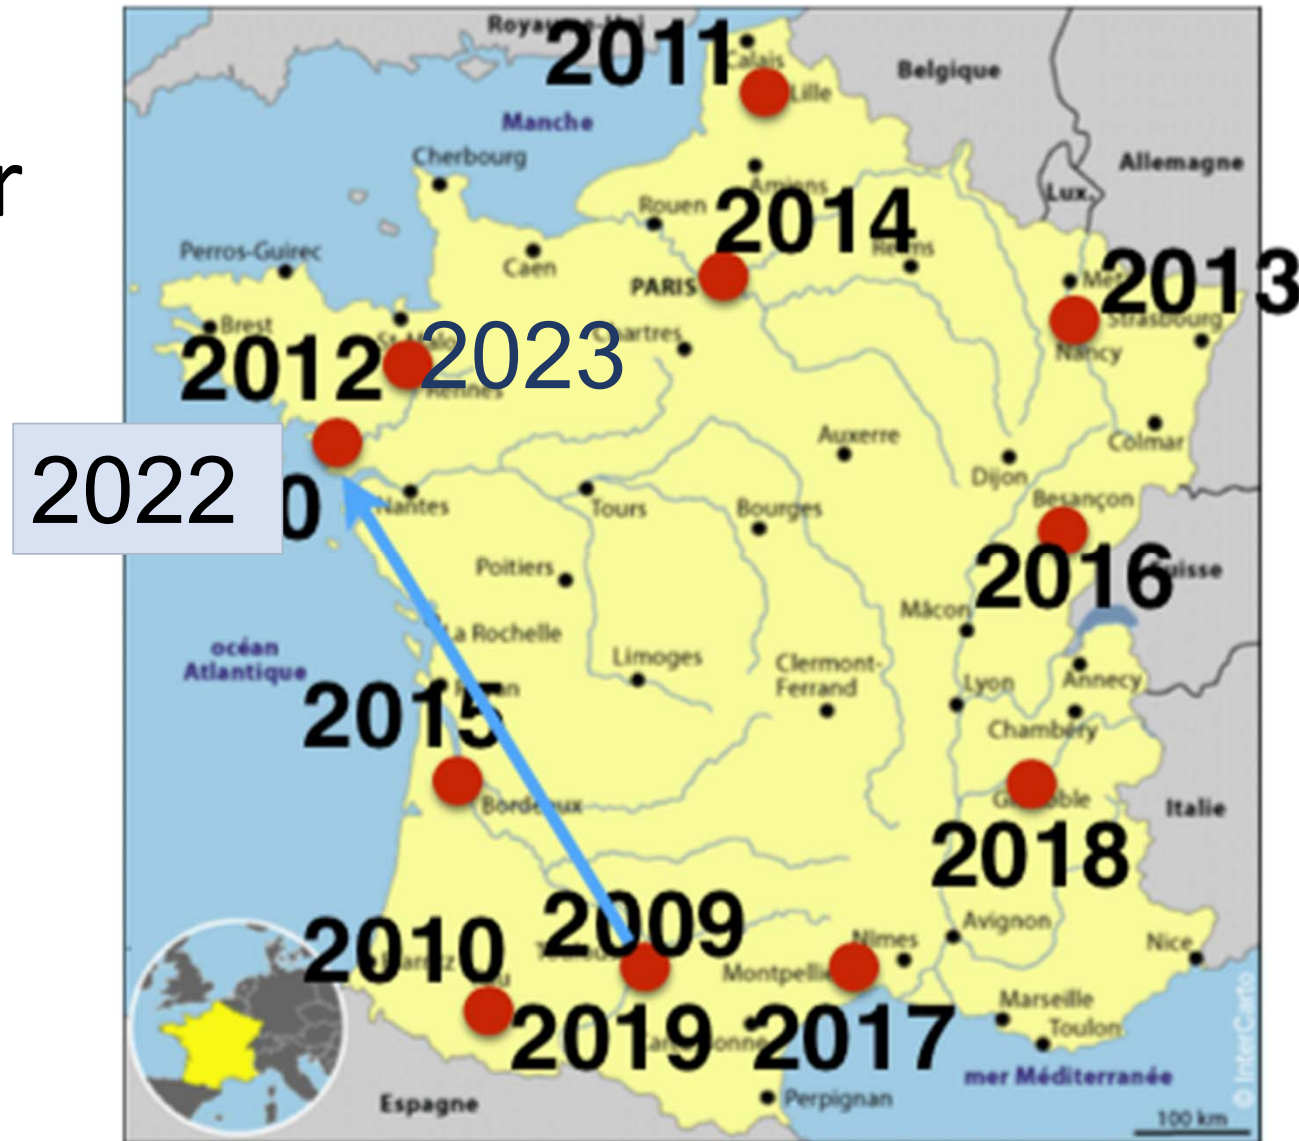 Royaume-Uni
2011
Calais
Lille
Belgique
Manche
r
Cherbourg
Allemagne
Amiens
Lux.
Rouen
2014
Perros-Guirec
Caen
Reims
PARIS
2013
Brest
Strasbourg
2012
2023
Chartres
Nancy
Rennes
Auxerre
Colmar
2022
0
Nantes
Tours
Bourges
Dijon
Besançon
Poitiers
2016
Mâcon
océan
Atlantique
La Rochelle
Limoges
Clermont-
Ferrand
Lyon
Annecy
2015
Chambéry
Bordeaux
Italie
2018
2009
2010
Avignon
Nîmes
Nice
Marseille
2019
2017
Toulon
mer Méditerranée
Espagne
Perpignan
100 km
© InterCarto